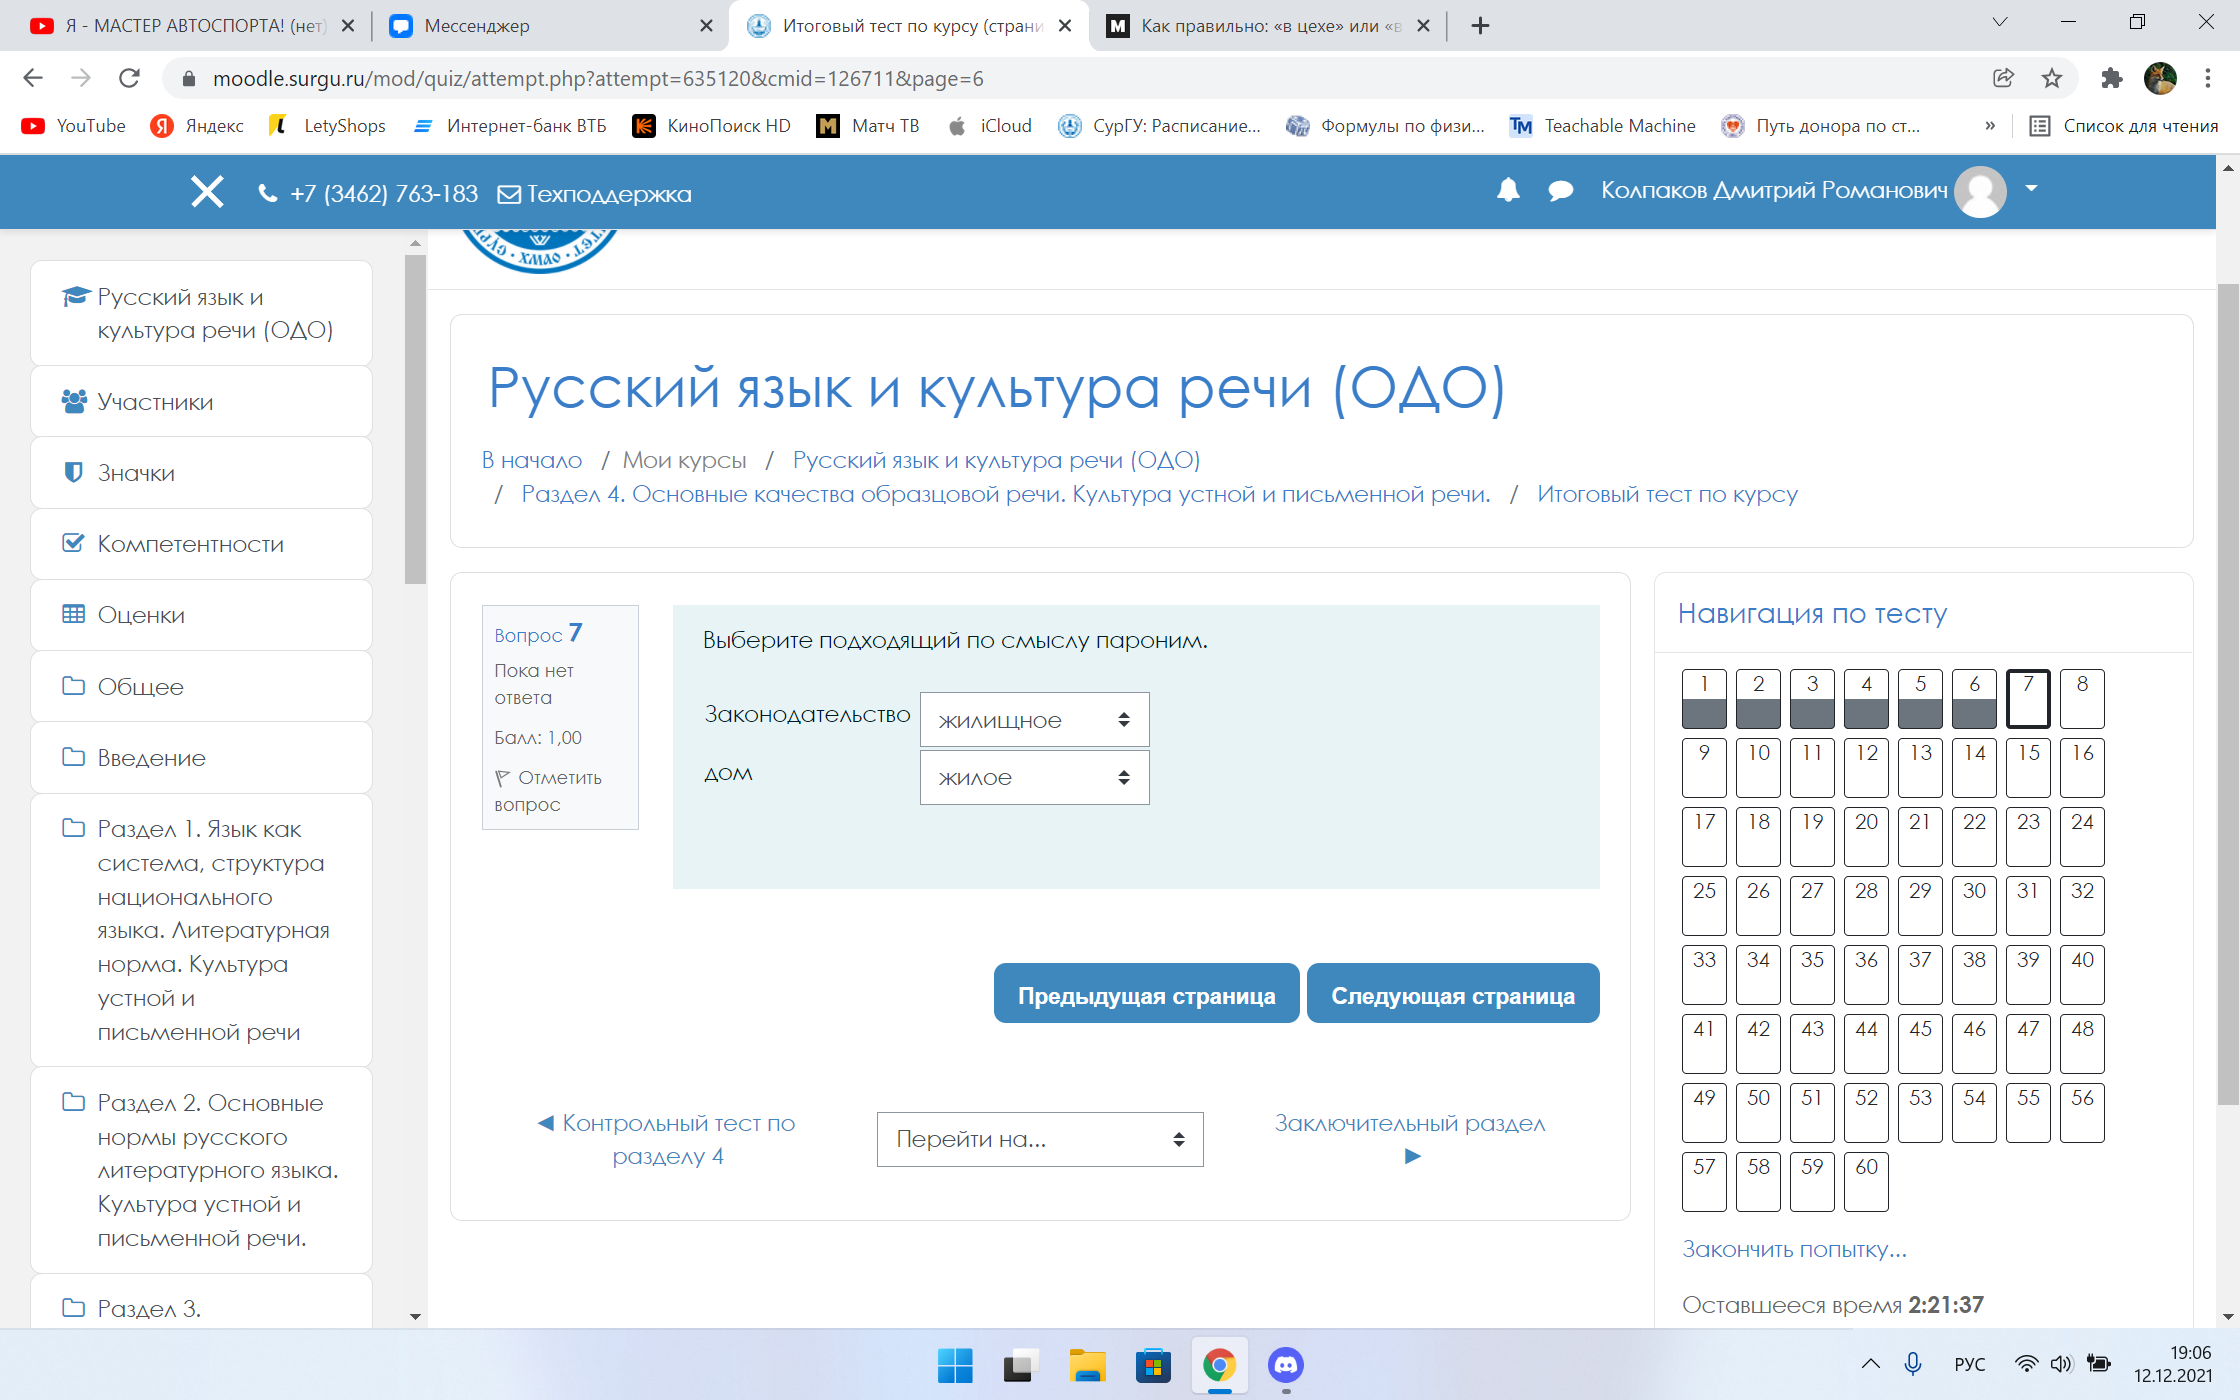 Я - МАСТЕР АВТОСПОРТА! (нет)
Мессенджер
Итоговый тест по курсу (страни
Как правильно: «в цехе» или «в
moodle.surgu.ru/mod/quiz/attempt.php?attempt=635120&cmid=126711&page=6
YouTube
Яндекс
LetyShops
Интернет-банк ВТБ
КиноПоиск HD
Матч ТВ
iCloud
СурГУ: Расписание...
Формулы по физи...
Teachable Machine
Путь донора по ст...
»
Список для чтения
+7 (3462) 763-183
Техподдержка
Колпаков Дмитрий Романович
ХМАО
Русский язык и
культура речи (ОДО)
Участники
Значки
Компетентности
Оценки
Общее
Введение
Раздел 1. Язык как
система, структура
национального
языка. Литературная
норма. Культура
устной и
письменной речи
Раздел 2. Основные
нормы русского
литературного языка.
Культура устной и
письменной речи.
Раздел 3.
Русский язык и культура речи (ОДО)
В начало / Мои курсы / Русский язык и культура речи (ОДО)
/ Раздел 4. Основные качества образцовой речи. Культура устной и письменной речи. / Итоговый тест по курсу
Вопрос 7
Пока нет
ответа
Балл: 1,00
Отметить
вопрос
Выберите подходящий по смыслу пароним.
Законодательство жилищное
дом жилое
Предыдущая страница
Следующая страница
◄ Контрольный тест по
разделу 4
Перейти на...
Заключительный раздел
►
Навигация по тесту
1 2 3 4 5 6 7 8
9 10 11 12 13 14 15 16
17 18 19 20 21 22 23 24
25 26 27 28 29 30 31 32
33 34 35 36 37 38 39 40
41 42 43 44 45 46 47 48
49 50 51 52 53 54 55 56
57 58 59 60
Закончить попытку...
Оставшееся время 2:21:37
РУС
19:06
12.12.2021